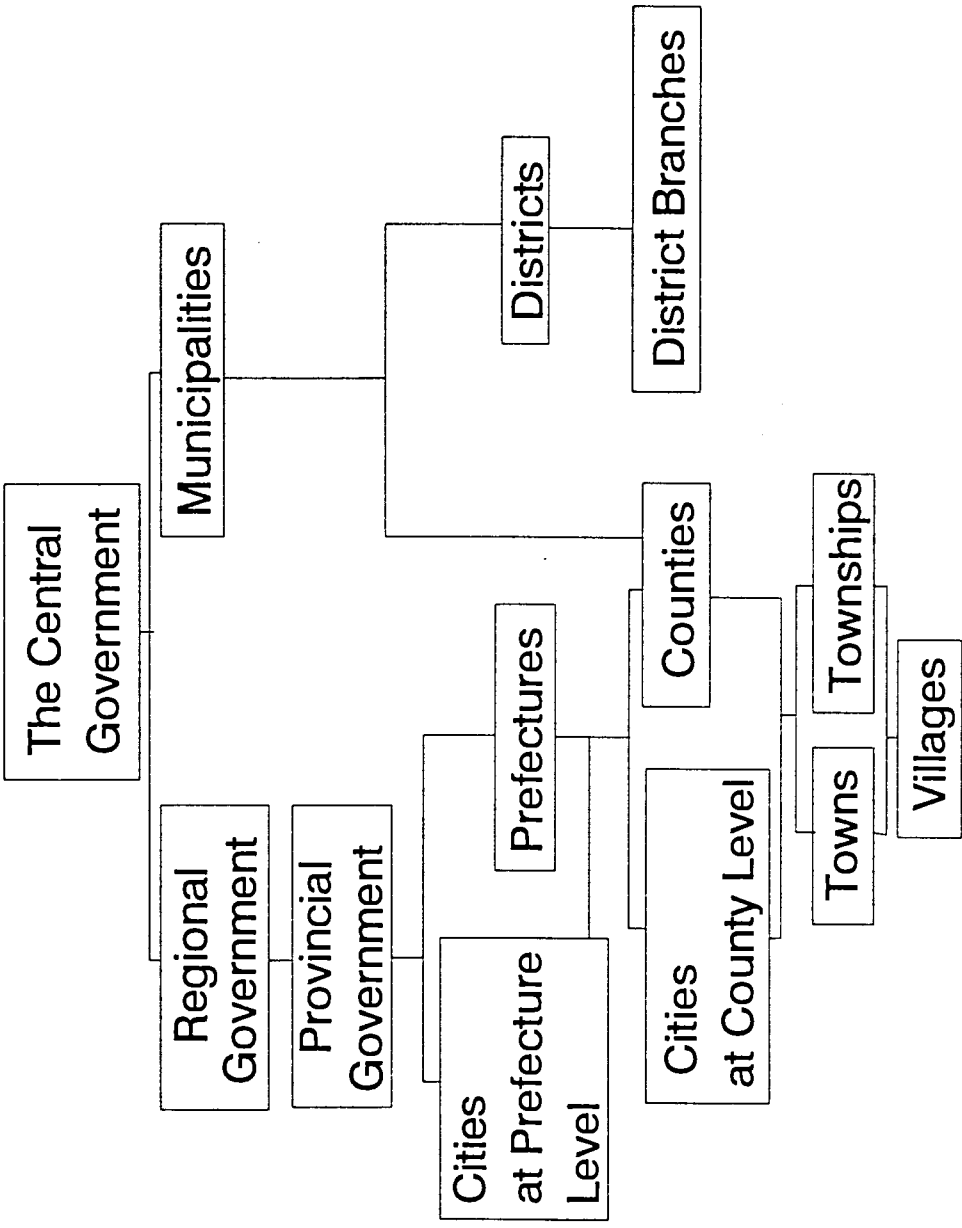 The Central
Government
Regional
Government
Municipalities
Provincial
Government
Cities
at Prefecture
Level
Prefectures
Districts
Cities
at County Level
Counties
District Branches
Towns
Townships
Villages